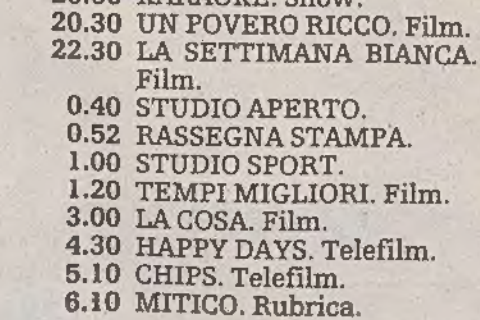 KARAOKE. Show.
20.30 UN POVERO RICCO. Film.
22.30 LA SETTIMANA BIANCA.
Film.
0.40 STUDIO APERTO.
0.52 RASSEGNA STAMPA.
1.00 STUDIO SPORT.
1.20 TEMPI MIGLIORI. Film.
3.00 LA COSA. Film.
4.30 HAPPY DAYS. Telefilm.
5.10 CHIPS. Telefilm.
6.10 MITICO. Rubrica.